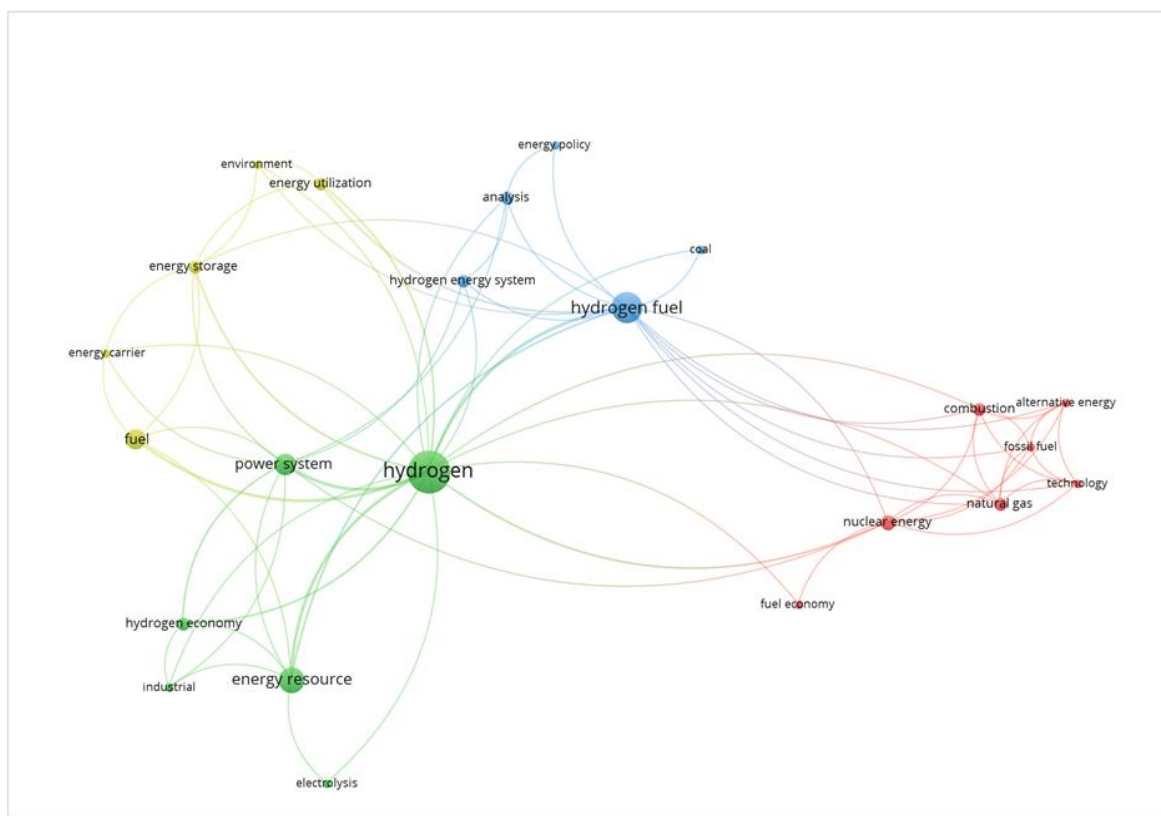 energy policy
environment
energy utilization
analysis
coal
energy storage
hydrogen energy system
hydrogen fuel
energy carrier
alternative energy
combustion
fuel
fossil fuel
power system
hydrogen
technology
natural gas
nuclear energy
fuel economy
hydrogen economy
energy resource
industrial
electrolysis